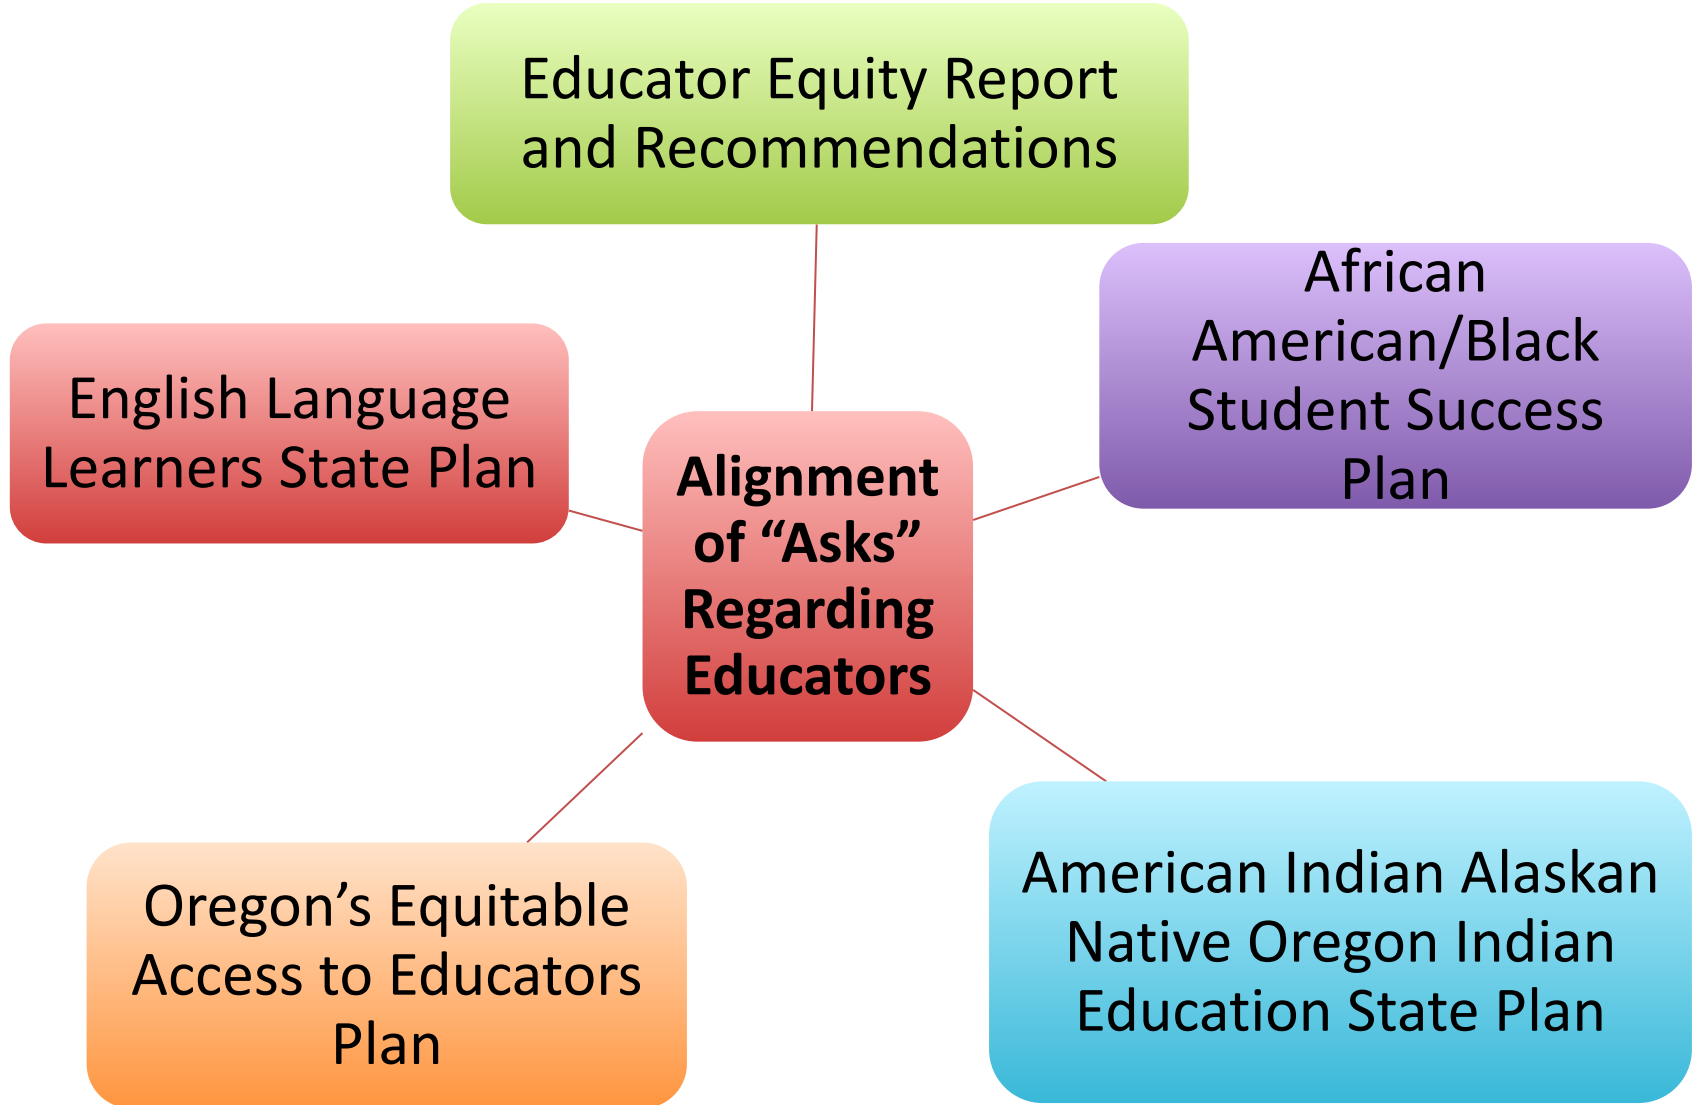 Educator Equity Report
and Recommendations
African
American/Black
Student Success
Plan
English Language
Learners State Plan
Alignment
of “Asks”
Regarding
Educators
American Indian Alaskan
Native Oregon Indian
Education State Plan
Oregon’s Equitable
Access to Educators
Plan